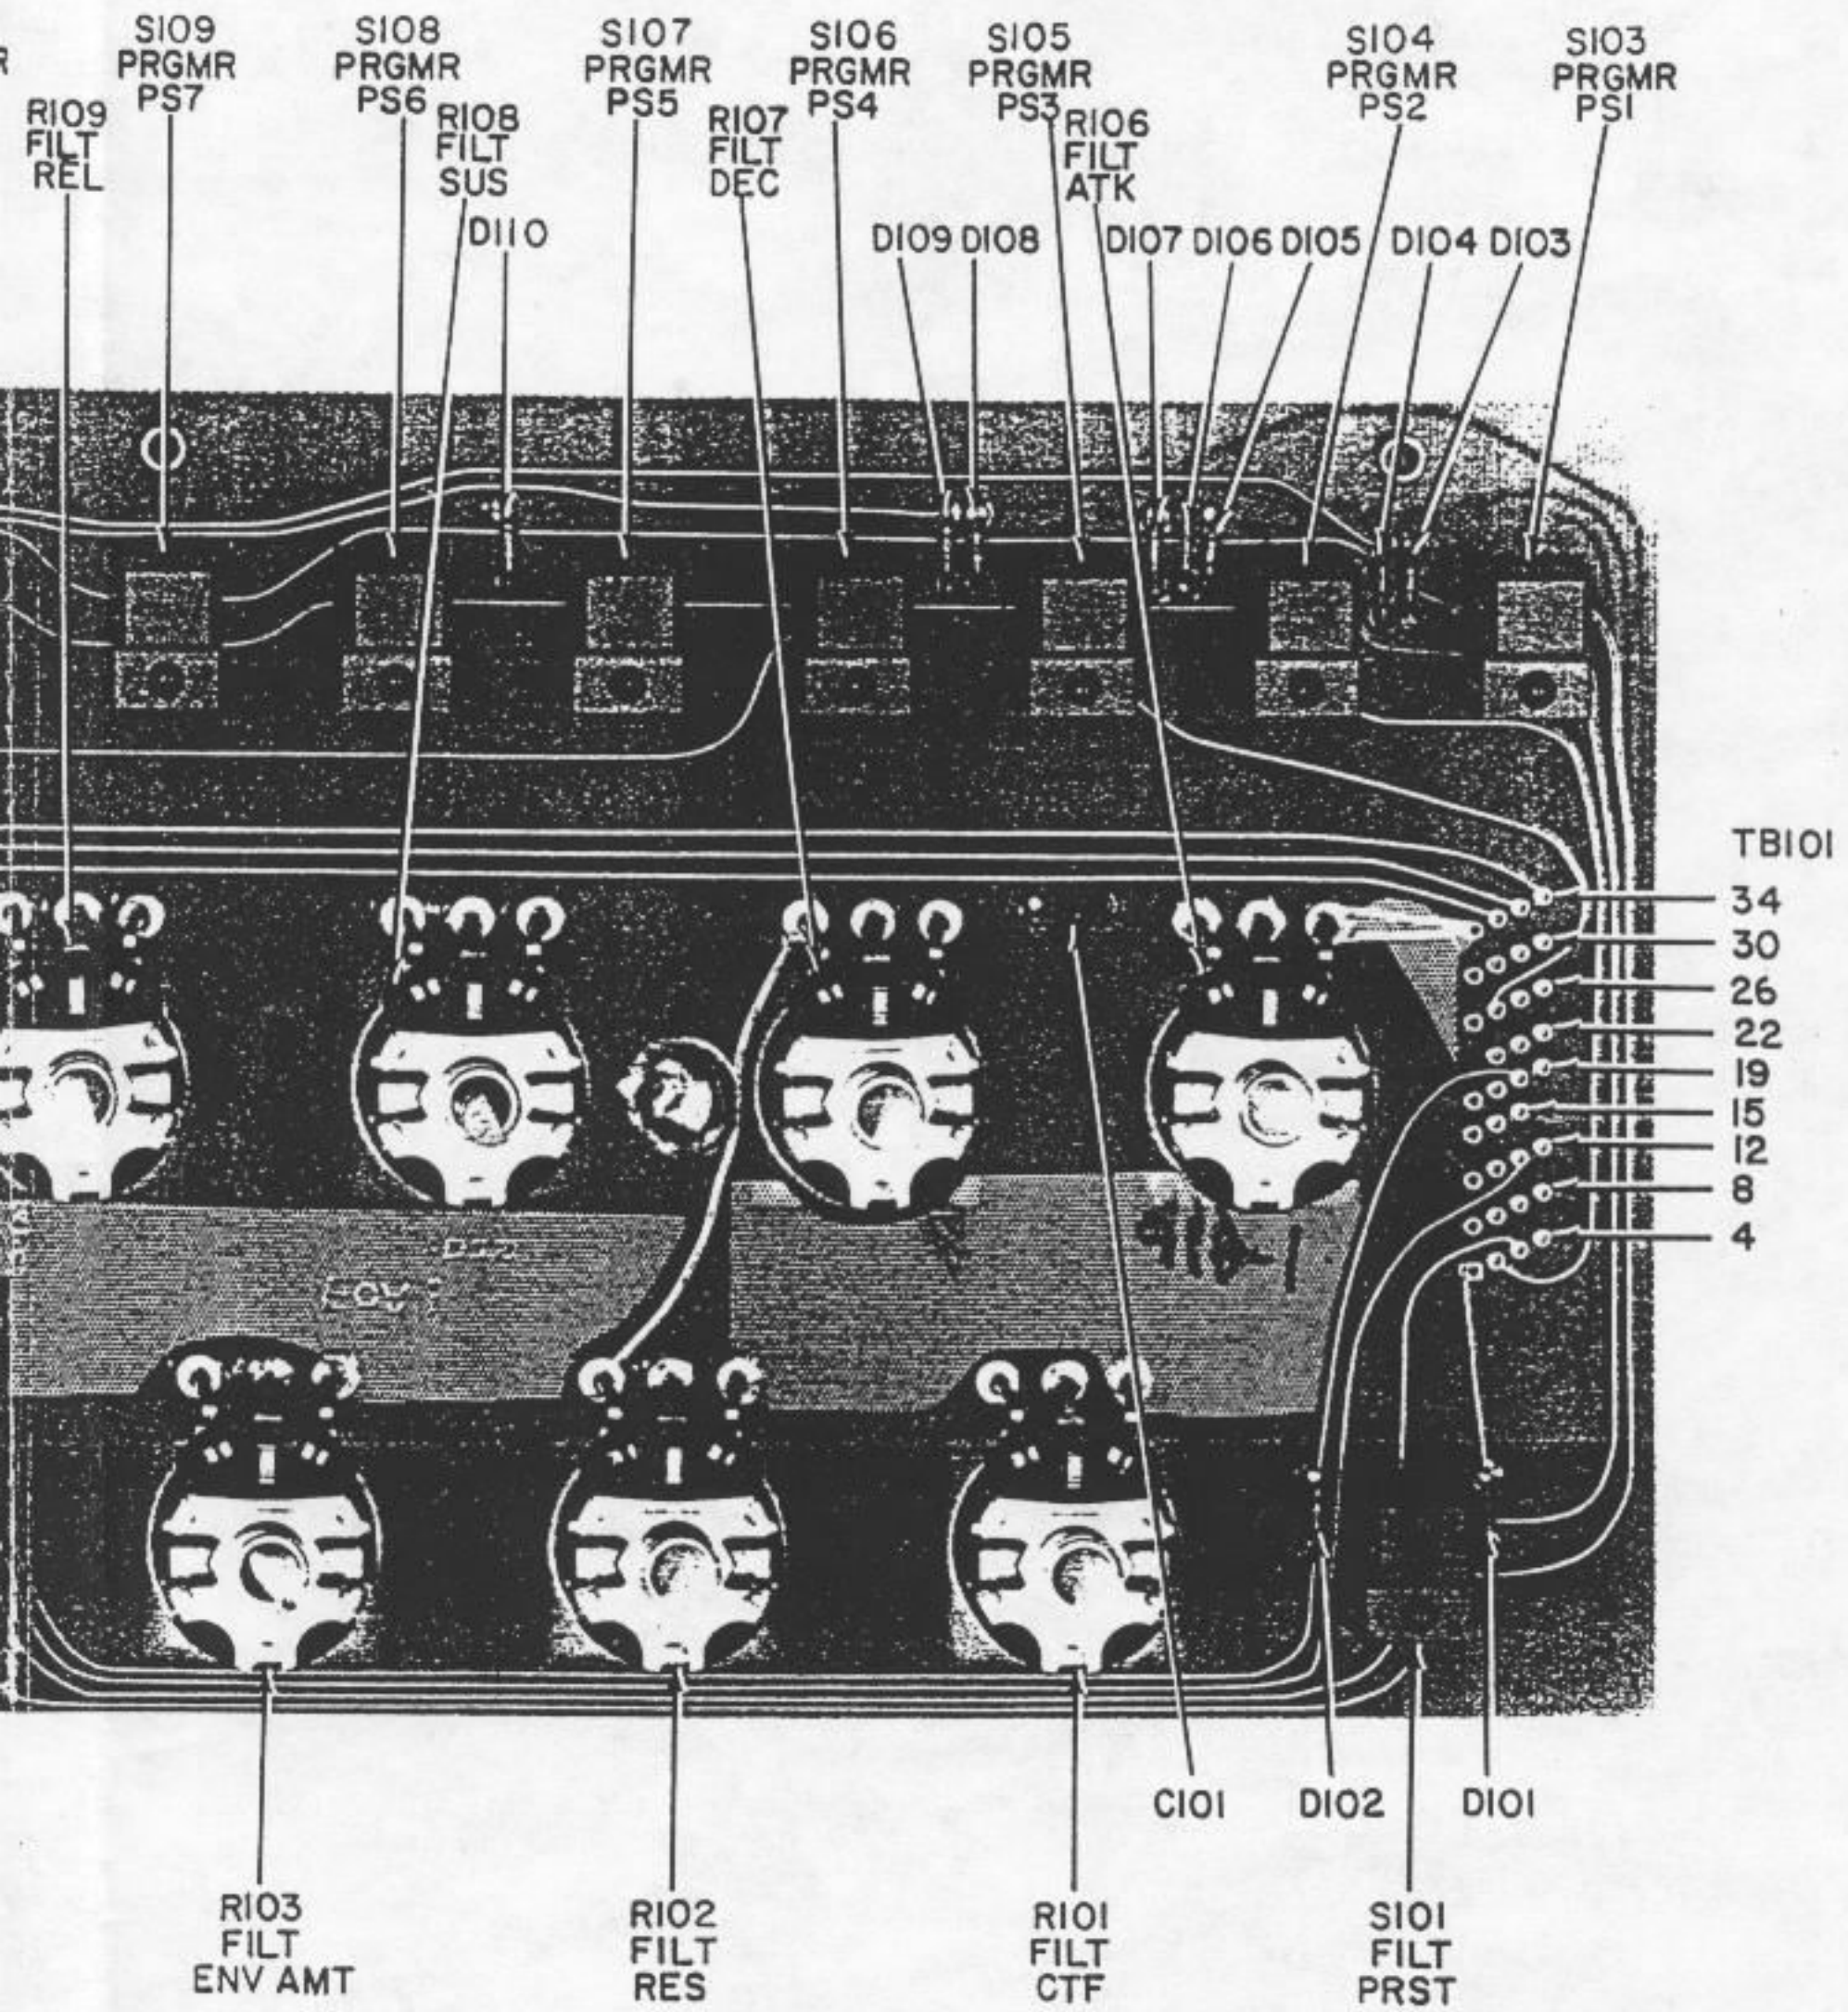 R
S109
PRGMR
PS7
S108
PRGMR
PS6
S107
PRGMR
PS5
S106
PRGMR
PS4
S105
PRGMR
PS3
S104
PRGMR
PS2
S103
PRGMR
PS1
R109
FILT
REL
R108
FILT
SUS
R107
FILT
DEC
R106
FILT
ATK
D110
D109 D108
D107 D106 D105
D104 D103
TB101
34
30
26
22
19
15
12
8
4
C101
D102
D101
R103
FILT
ENV AMT
R102
FILT
RES
R101
FILT
CTF
S101
FILT
PRST